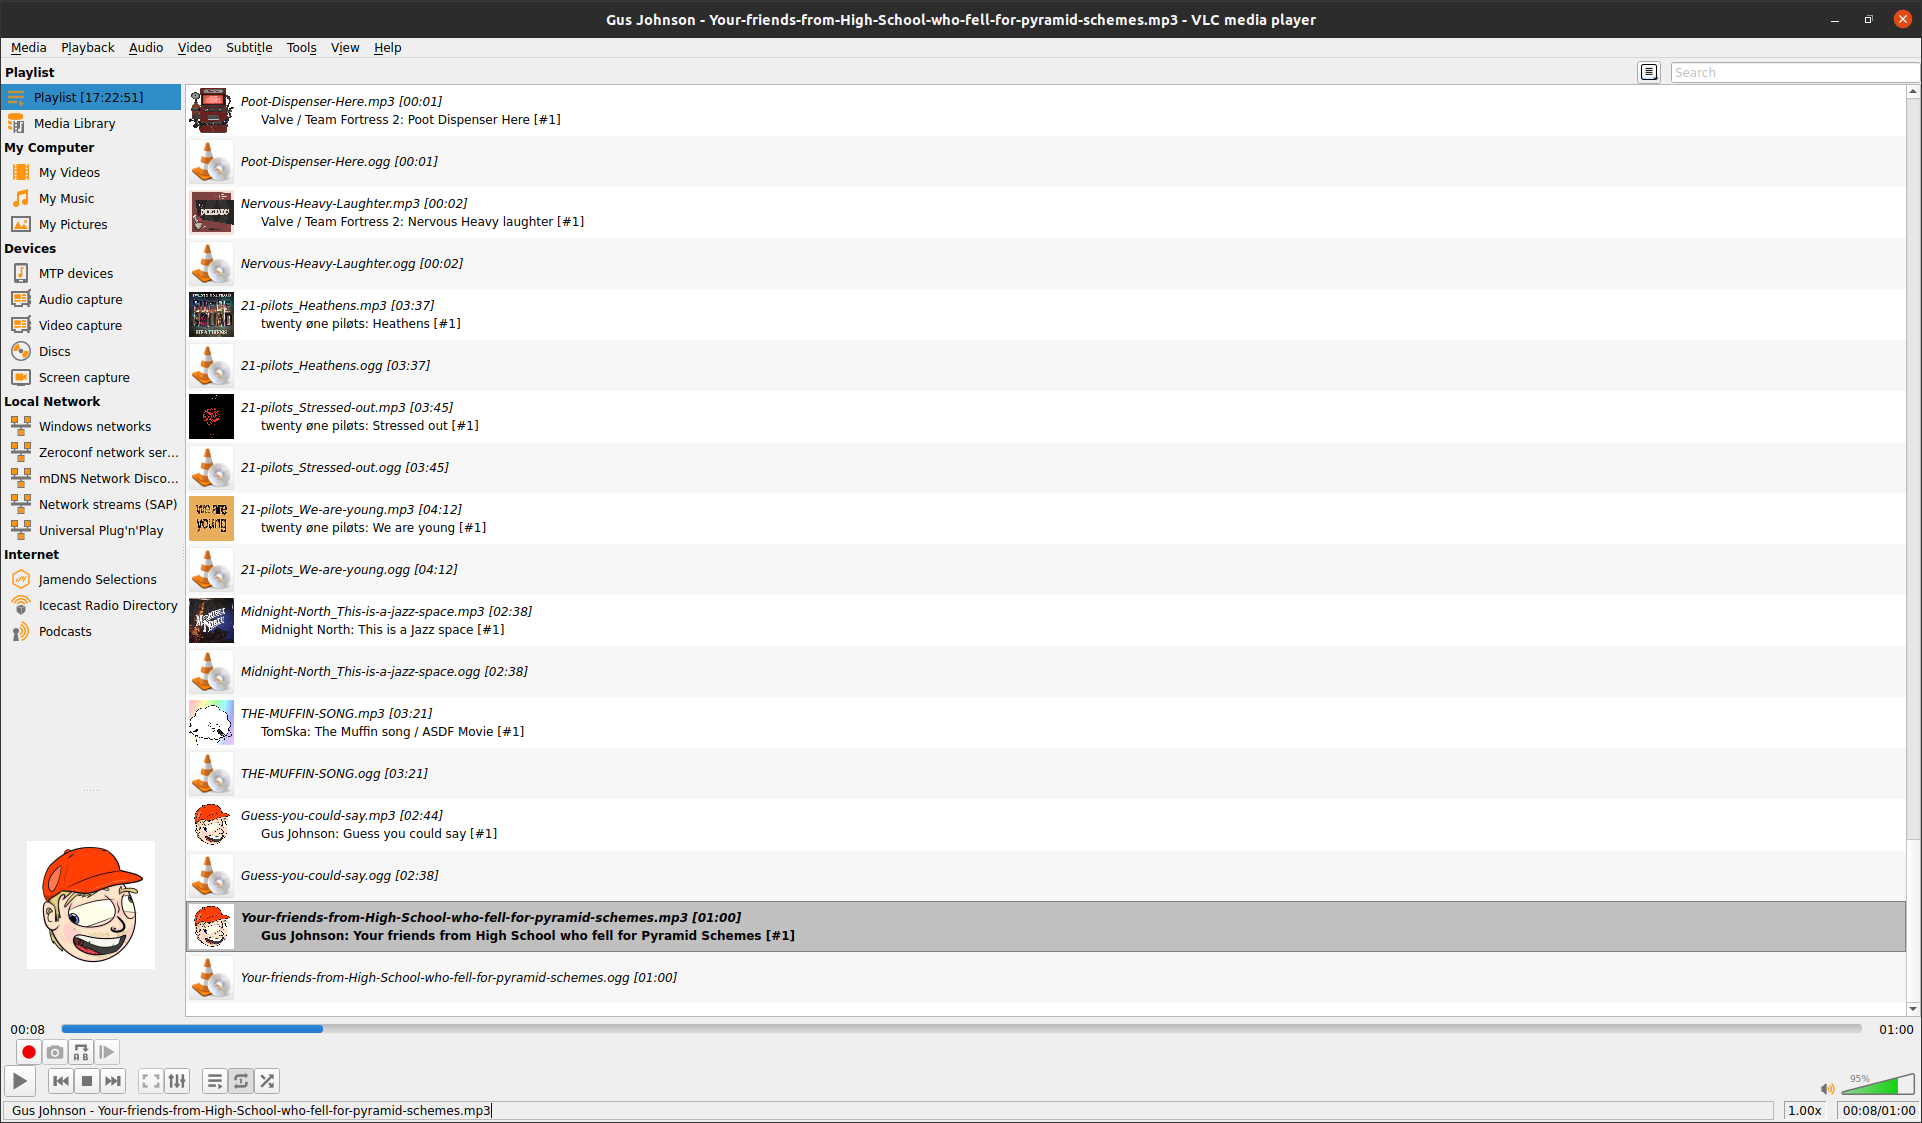 Gus Johnson - Your-friends-from-High-School-who-fell-for-pyramid-schemes.mp3 - VLC media player
Media Playback Audio Video Subtitle Tools View Help
Playlist
Search
Playlist [17:22:51]
Media Library
My Computer
My Videos
My Music
My Pictures
Devices
MTP devices
Audio capture
Video capture
Discs
Screen capture
Local Network
Windows networks
Zeroconf network ser...
mDNS Network Disco...
Network streams (SAP)
Universal Plug'n'Play
Internet
Jamendo Selections
Icecast Radio Directory
Podcasts
Poot-Dispenser-Here.mp3 [00:01]
Valve / Team Fortress 2: Poot Dispenser Here [#1]
Poot-Dispenser-Here.ogg [00:01]
Nervous-Heavy-Laughter.mp3 [00:02]
Valve / Team Fortress 2: Nervous Heavy laughter [#1]
Nervous-Heavy-Laughter.ogg [00:02]
21-pilots_Heathens.mp3 [03:37]
twenty øne piløts: Heathens [#1]
HEATHENS
21-pilots_Heathens.ogg [03:37]
21-pilots_Stressed-out.mp3 [03:45]
twenty øne piløts: Stressed out [#1]
21-pilots_Stressed-out.ogg [03:45]
we are
young
21-pilots_We-are-young.mp3 [04:12]
twenty øne piløts: We are young [#1]
21-pilots_We-are-young.ogg [04:12]
Midnight-North_This-is-a-jazz-space.mp3 [02:38]
Midnight North: This is a Jazz space [#1]
Midnight-North_This-is-a-jazz-space.ogg [02:38]
THE-MUFFIN-SONG.mp3 [03:21]
TomSka: The Muffin song / ASDF Movie [#1]
THE-MUFFIN-SONG.ogg [03:21]
Guess-you-could-say.mp3 [02:44]
Gus Johnson: Guess you could say [#1]
Guess-you-could-say.ogg [02:38]
Your-friends-from-High-School-who-fell-for-pyramid-schemes.mp3 [01:00]
Gus Johnson: Your friends from High School who fell for Pyramid Schemes [#1]
Your-friends-from-High-School-who-fell-for-pyramid-schemes.ogg [01:00]
00:08
01:00
A B
95%
Gus Johnson - Your-friends-from-High-School-who-fell-for-pyramid-schemes.mp3
1.00x
00:08/01:00